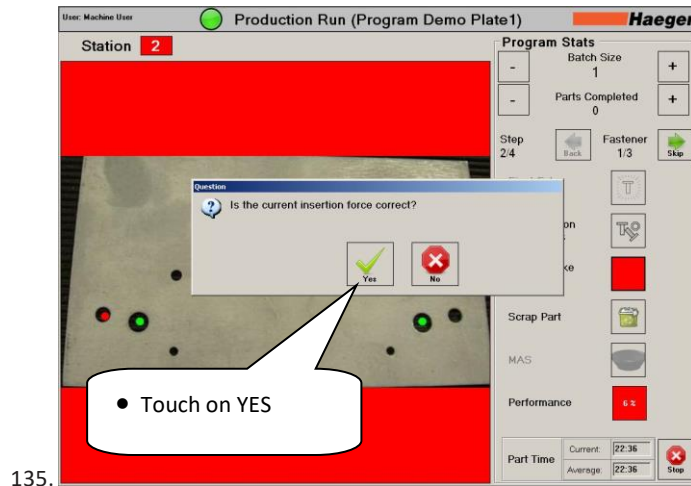 User: Machine User
Production Run (Program Demo Plate1)
Haeger
Station 2
Program Stats
Batch Size
-
1
+
Parts Completed
-
0
+
Step
Fastener
2/4
Back
1/3
Skip
Question
Is the current insertion force correct?
Yes
No
on
ke
Scrap Part
MAS
Performance
6 %
• Touch on YES
Part Time
Current: 22:36
Average: 22:36
Stop
135.